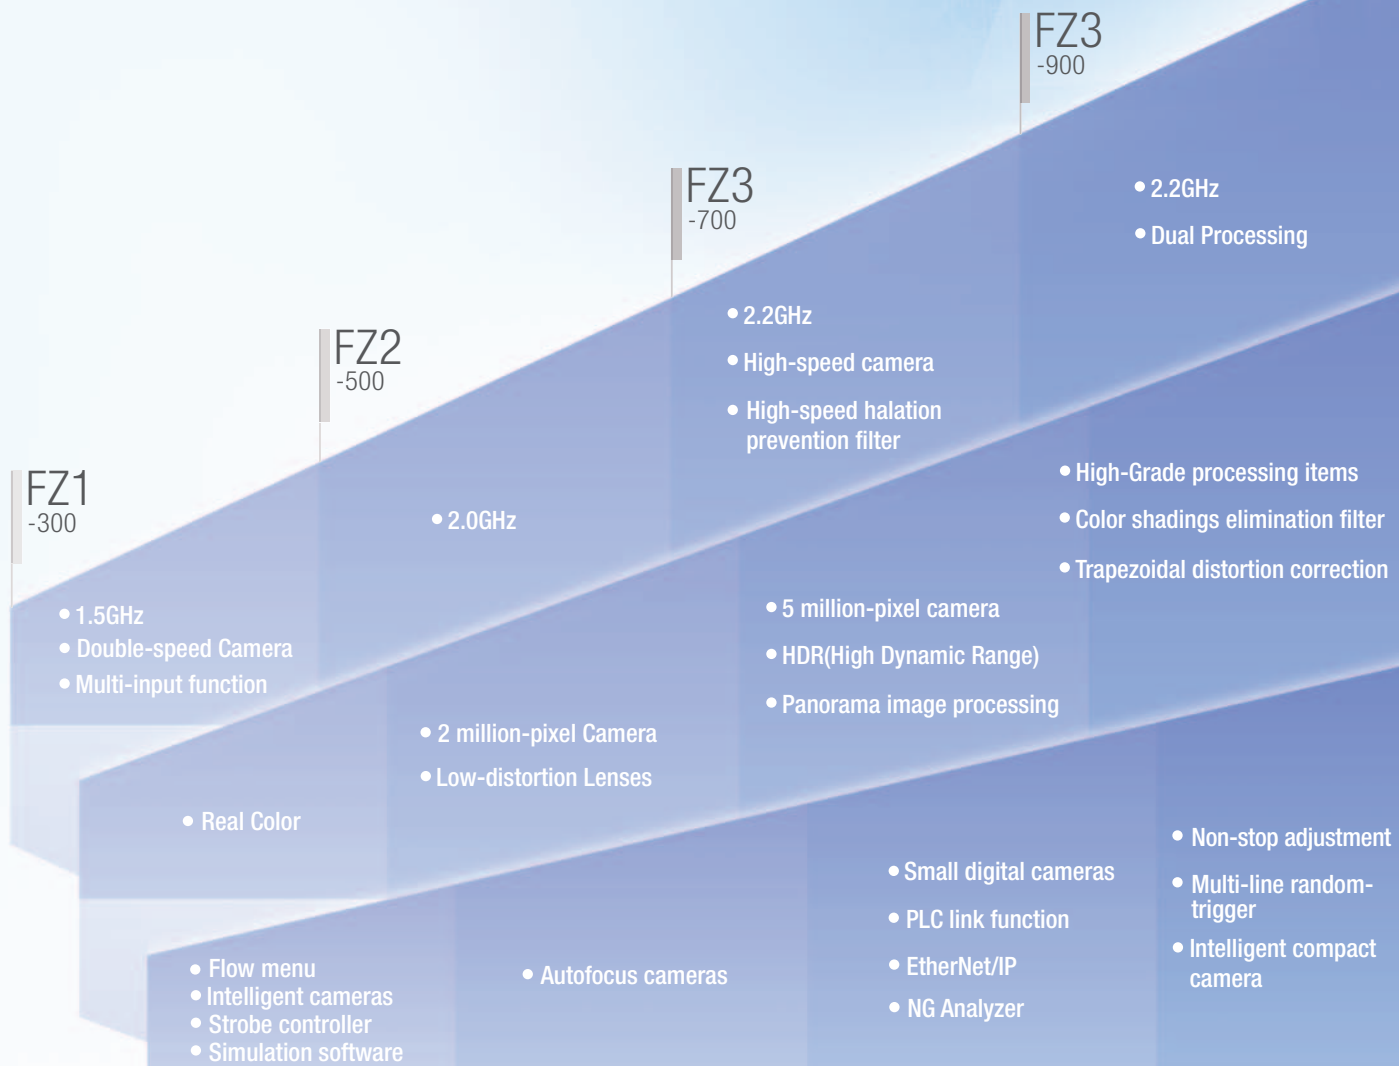 FZ1
-300
FZ2
-500
FZ3
-700
FZ3
-900
• 1.5GHz
• Double-speed Camera
• Multi-input function
• 2.0GHz
• 2.2GHz
• High-speed camera
• High-speed halation
prevention filter
• 2.2GHz
• Dual Processing
• Real Color
• 2 million-pixel Camera
• Low-distortion Lenses
• 5 million-pixel camera
• HDR(High Dynamic Range)
• Panorama image processing
• High-Grade processing items
• Color shadings elimination filter
• Trapezoidal distortion correction
• Flow menu
• Intelligent cameras
• Strobe controller
• Simulation software
• Autofocus cameras
• Small digital cameras
• PLC link function
• EtherNet/IP
• NG Analyzer
• Non-stop adjustment
• Multi-line random-
trigger
• Intelligent compact
camera